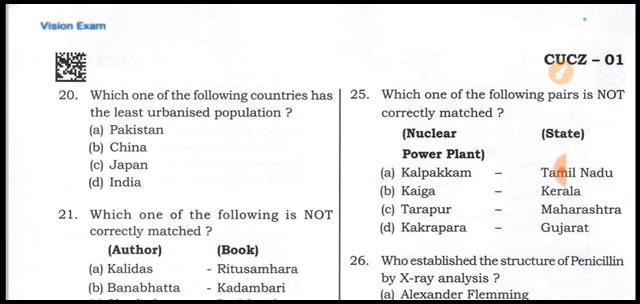 Vision Exam
CUCZ – 01
20. Which one of the following countries has
the least urbanised population ?
(a) Pakistan
(b) China
(c) Japan
(d) India
21. Which one of the following is NOT
correctly matched ?
(Author) (Book)
(a) Kalidas - Ritusamhara
(b) Banabhatta - Kadambari
25. Which one of the following pairs is NOT
correctly matched ?
(Nuclear (State)
Power Plant)
(a) Kalpakkam – Tamil Nadu
(b) Kaiga – Kerala
(c) Tarapur – Maharashtra
(d) Kakrapara – Gujarat
26. Who established the structure of Penicillin
by X-ray analysis ?
(a) Alexander Flemming